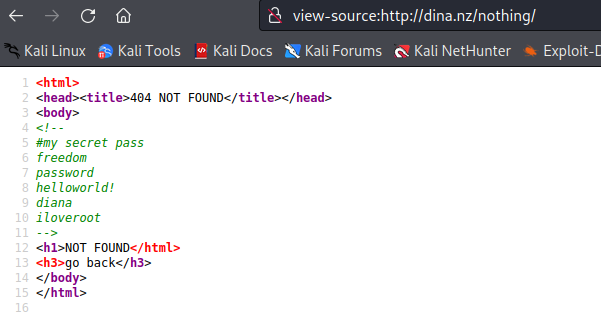 view-source:http://dina.nz/nothing/
Kali Linux Kali Tools Kali Docs Kali Forums Kali NetHunter Exploit-D
1 <html>
2 <head><title>404 NOT FOUND</title></head>
3 <body>
4 <!--
5 #my secret pass
6 freedom
7 password
8 helloworld!
9 diana
10 iloveroot
11 -->
12 <h1>NOT FOUND</html>
13 <h3>go back</h3>
14 </body>
15 </html>
16